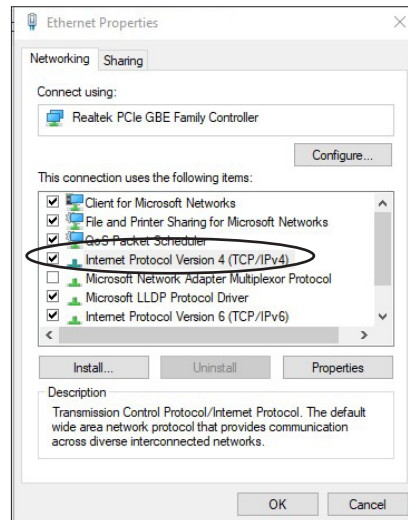 Ethernet Properties
Networking Sharing
Connect using:
Realtek PCIe GBE Family Controller
Configure...
This connection uses the following items:
Client for Microsoft Networks
File and Printer Sharing for Microsoft Networks
QoS Packet Scheduler
Internet Protocol Version 4 (TCP/IPv4)
Microsoft Network Adapter Multiplexor Protocol
Microsoft LLDP Protocol Driver
Internet Protocol Version 6 (TCP/IPv6)
Install... Uninstall Properties
Description
Transmission Control Protocol/Internet Protocol. The default
wide area network protocol that provides communication
across diverse interconnected networks.
OK Cancel